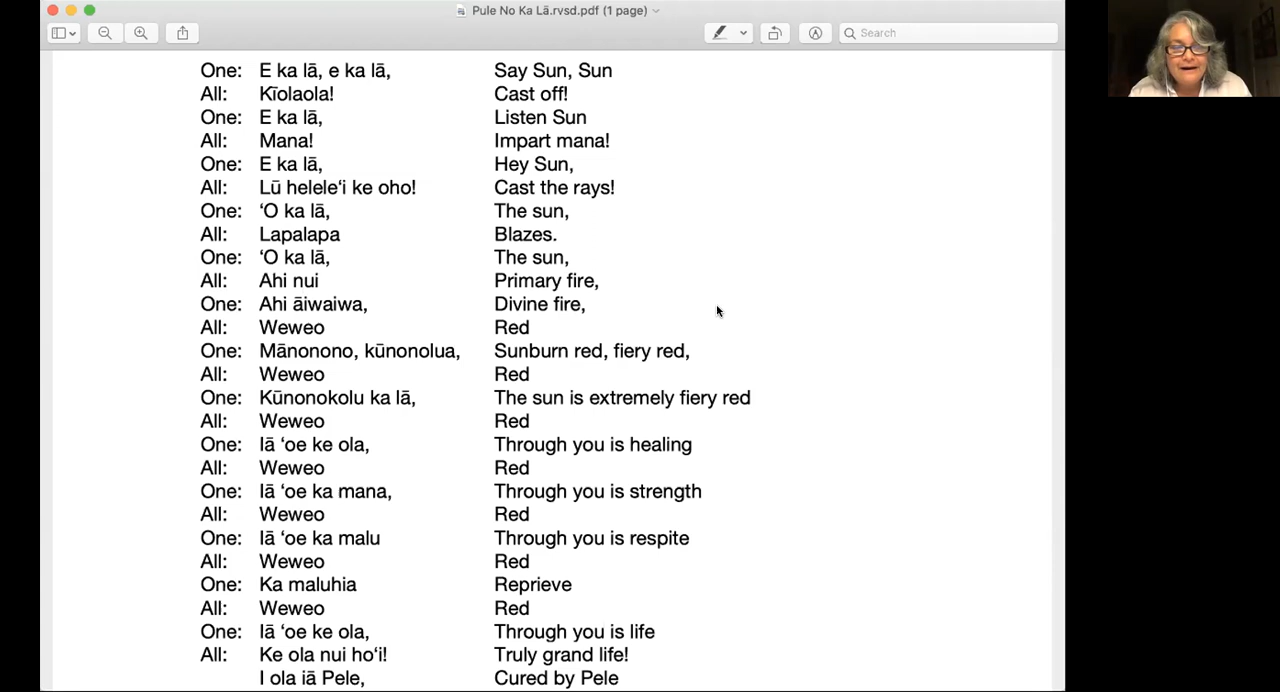 Pule No Ka Lā.rvsd.pdf (1 page)
Search
One: E ka lā, e ka lā, Say Sun, Sun
All: Kīolaola! Cast off!
One: E ka lā, Listen Sun
All: Mana! Impart mana!
One: E ka lā, Hey Sun,
All: Lū helele‘i ke oho! Cast the rays!
One: ‘O ka lā, The sun,
All: Lapalapa Blazes.
One: ‘O ka lā, The sun,
All: Ahi nui Primary fire,
One: Ahi āiwaiwa, Divine fire,
All: Weweo Red
One: Mānonono, kūnonolua, Sunburn red, fiery red,
All: Weweo Red
One: Kūnonokolu ka lā, The sun is extremely fiery red
All: Weweo Red
One: Iā ‘oe ke ola, Through you is healing
All: Weweo Red
One: Iā ‘oe ka mana, Through you is strength
All: Weweo Red
One: Iā ‘oe ka malu Through you is respite
All: Weweo Red
One: Ka maluhia Reprieve
All: Weweo Red
One: Iā ‘oe ke ola, Through you is life
All: Ke ola nui ho‘i! Truly grand life!
I ola iā Pele, Cured by Pele